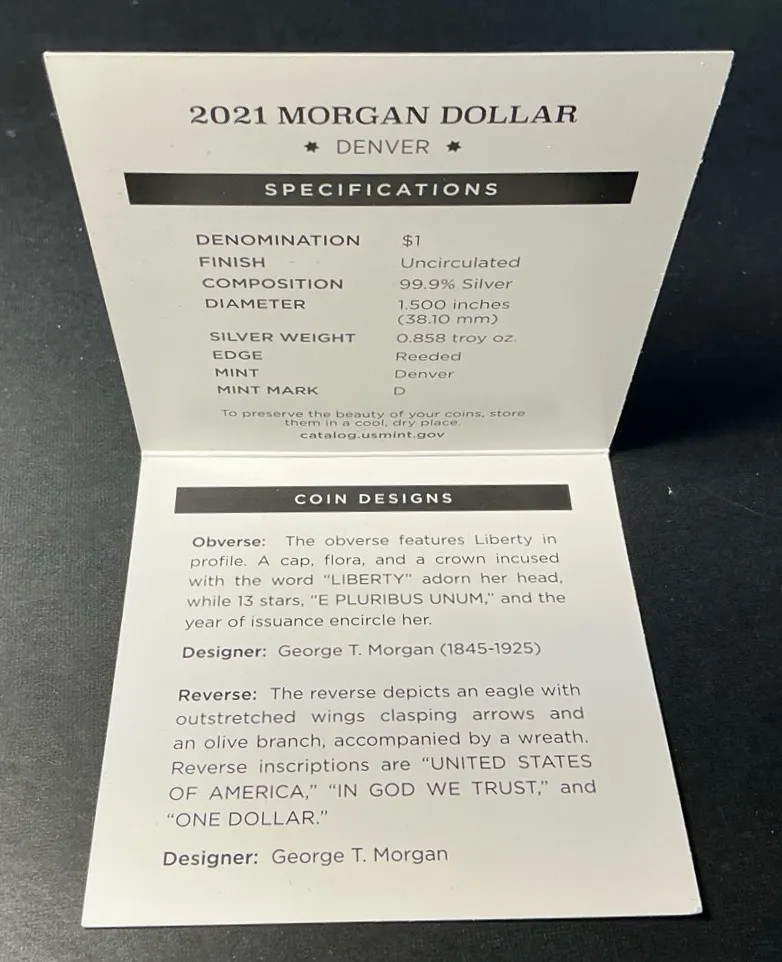 2021 MORGAN DOLLAR
✷ DENVER ✷
SPECIFICATIONS
DENOMINATION $1
FINISH Uncirculated
COMPOSITION 99.9% Silver
DIAMETER 1.500 inches
(38.10 mm)
SILVER WEIGHT 0.858 troy oz.
EDGE Reeded
MINT Denver
MINT MARK D
To preserve the beauty of your coins, store
them in a cool, dry place.
catalog.usmint.gov
COIN DESIGNS
Obverse: The obverse features Liberty in
profile. A cap, flora, and a crown incused
with the word “LIBERTY” adorn her head,
while 13 stars, “E PLURIBUS UNUM,” and the
year of issuance encircle her.
Designer: George T. Morgan (1845-1925)
Reverse: The reverse depicts an eagle with
outstretched wings clasping arrows and
an olive branch, accompanied by a wreath.
Reverse inscriptions are “UNITED STATES
OF AMERICA,” “IN GOD WE TRUST,” and
“ONE DOLLAR.”
Designer: George T. Morgan